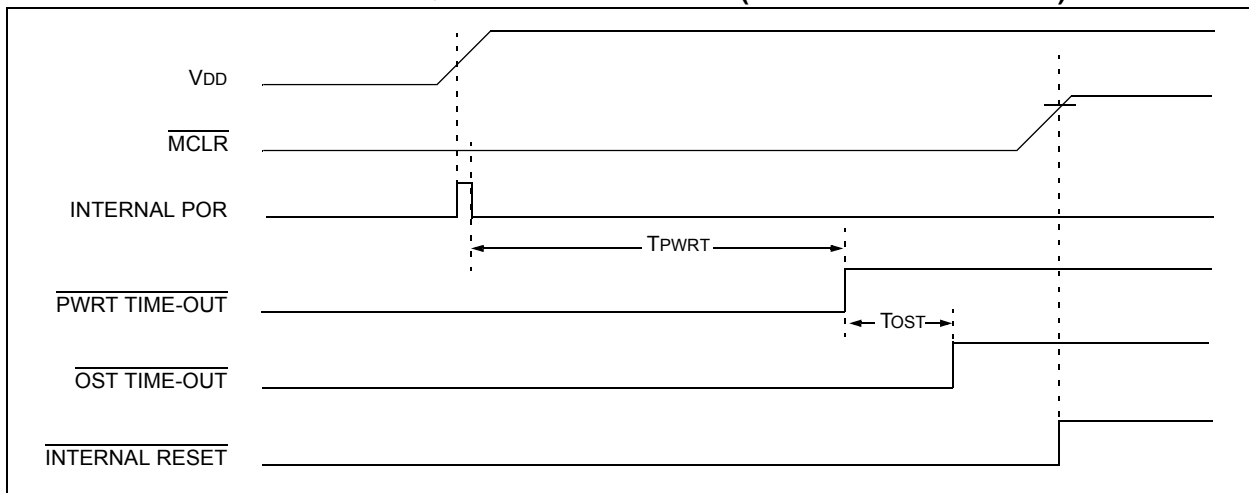 VDD
MCLR
INTERNAL POR
TPWRT
PWRT TIME-OUT
TOST
OST TIME-OUT
INTERNAL RESET